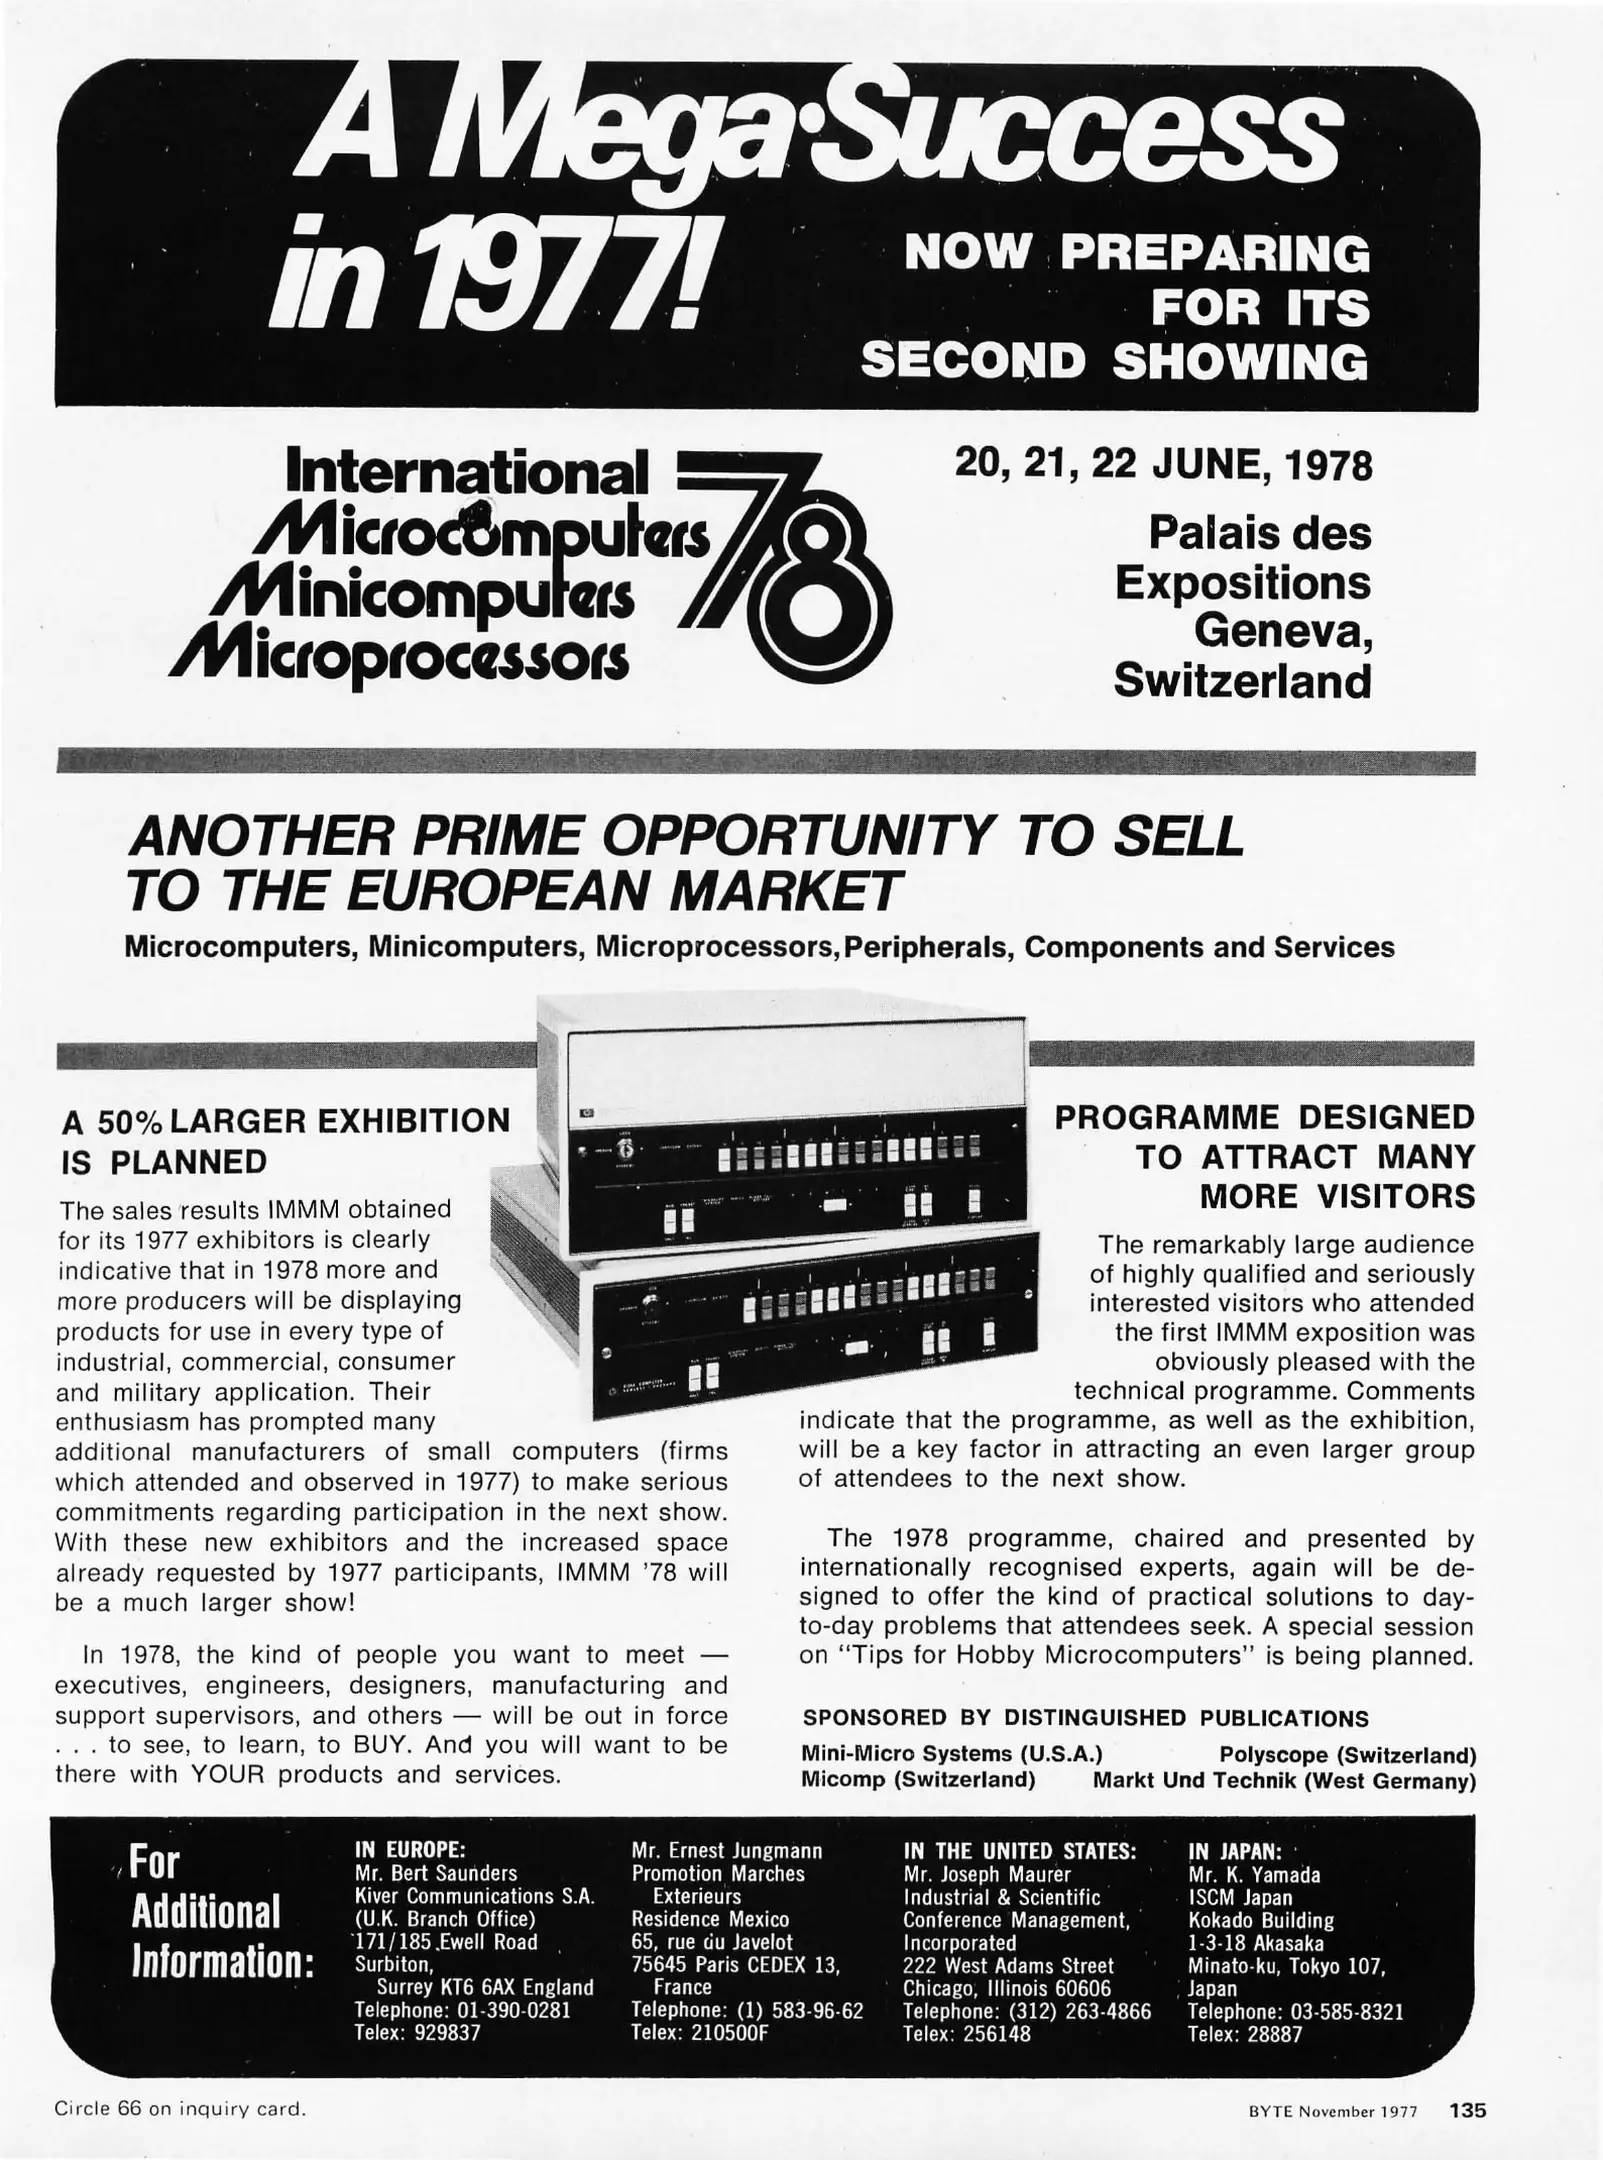 A Mega·Success
in 1977!
NOW PREPARING
FOR ITS
SECOND SHOWING
International
Microcomputers
Minicomputers
Microprocessors
78
20, 21, 22 JUNE, 1978
Palais des
Expositions
Geneva,
Switzerland
ANOTHER PRIME OPPORTUNITY TO SELL
TO THE EUROPEAN MARKET
Microcomputers, Minicomputers, Microprocessors, Peripherals, Components and Services
A 50% LARGER EXHIBITION
IS PLANNED
The sales results IMMM obtained
for its 1977 exhibitors is clearly
indicative that in 1978 more and
more producers will be displaying
products for use in every type of
industrial, commercial, consumer
and military application. Their
enthusiasm has prompted many
additional manufacturers of small computers (firms
which attended and observed in 1977) to make serious
commitments regarding participation in the next show.
With these new exhibitors and the increased space
already requested by 1977 participants, IMMM '78 will
be a much larger show!
In 1978, the kind of people you want to meet —
executives, engineers, designers, manufacturing and
support supervisors, and others — will be out in force
. . . to see, to learn, to BUY. And you will want to be
there with YOUR products and services.
PROGRAMME DESIGNED
TO ATTRACT MANY
MORE VISITORS
The remarkably large audience
of highly qualified and seriously
interested visitors who attended
the first IMMM exposition was
obviously pleased with the
technical programme. Comments
indicate that the programme, as well as the exhibition,
will be a key factor in attracting an even larger group
of attendees to the next show.
The 1978 programme, chaired and presented by
internationally recognised experts, again will be de-
signed to offer the kind of practical solutions to day-
to-day problems that attendees seek. A special session
on “Tips for Hobby Microcomputers” is being planned.
SPONSORED BY DISTINGUISHED PUBLICATIONS
Mini-Micro Systems (U.S.A.) Polyscope (Switzerland)
Micomp (Switzerland) Markt Und Technik (West Germany)
For
Additional
Information:
IN EUROPE:
Mr. Bert Saunders
Kiver Communications S.A.
(U.K. Branch Office)
171/185 Ewell Road
Surbiton,
Surrey KT6 6AX England
Telephone: 01-390-0281
Telex: 929837
Mr. Ernest Jungmann
Promotion Marches
Exterieurs
Residence Mexico
65, rue du Javelot
75645 Paris CEDEX 13,
France
Telephone: (1) 583-96-62
Telex: 210500F
IN THE UNITED STATES:
Mr. Joseph Maurer
Industrial & Scientific
Conference Management,
Incorporated
222 West Adams Street
Chicago, Illinois 60606
Telephone: (312) 263-4866
Telex: 256148
IN JAPAN:
Mr. K. Yamada
ISCM Japan
Kokado Building
1-3-18 Akasaka
Minato-ku, Tokyo 107,
Japan
Telephone: 03-585-8321
Telex: 28887
Circle 66 on inquiry card.
BYTE November 1977 135